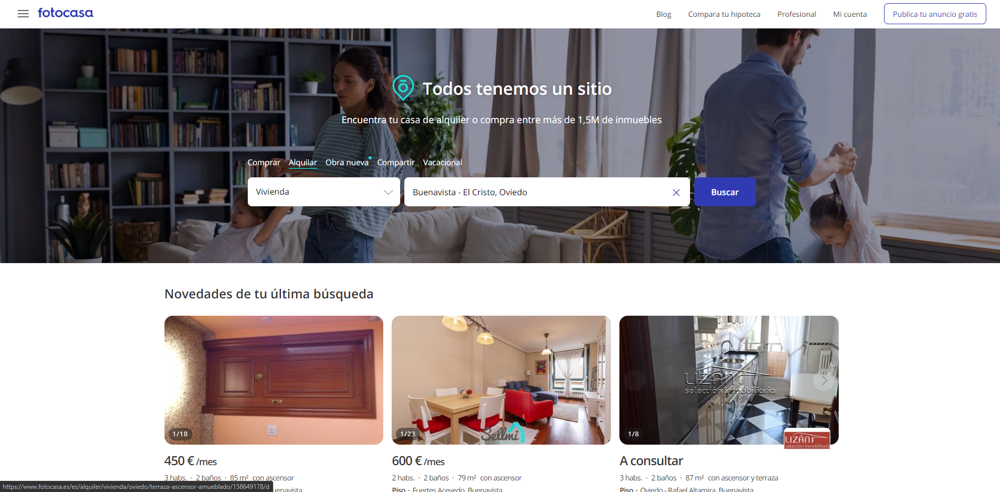 fotocasa
Blog
Compara tu hipoteca
Profesional
Mi cuenta
Publica tu anuncio gratis
Todos tenemos un sitio
Encuentra tu casa de alquiler o compra entre más de 1,5M de inmuebles
Comprar
Alquilar
Obra nueva
Compartir
Vacacional
Vivienda
Buenavista - El Cristo, Oviedo
Buscar
Novedades de tu última búsqueda
1/18
Sellmi
1/23
LIZÁN
selección inmobiliaria
1/8
LIZÁN
selección inmobiliaria
450 € /mes
3 habs. · 2 baños · 85 m² con ascensor
600 € /mes
2 habs. · 2 baños · 79 m² con ascensor
Piso · Fuertes Acevedo, Buenavista
A consultar
3 habs. · 2 baños · 87 m² con ascensor y terraza
Piso · Oviedo - Rafael Altamira, Buenavista
https://www.fotocasa.es/es/alquiler/vivienda/oviedo/terraza-ascensor-amueblado/158649178/d